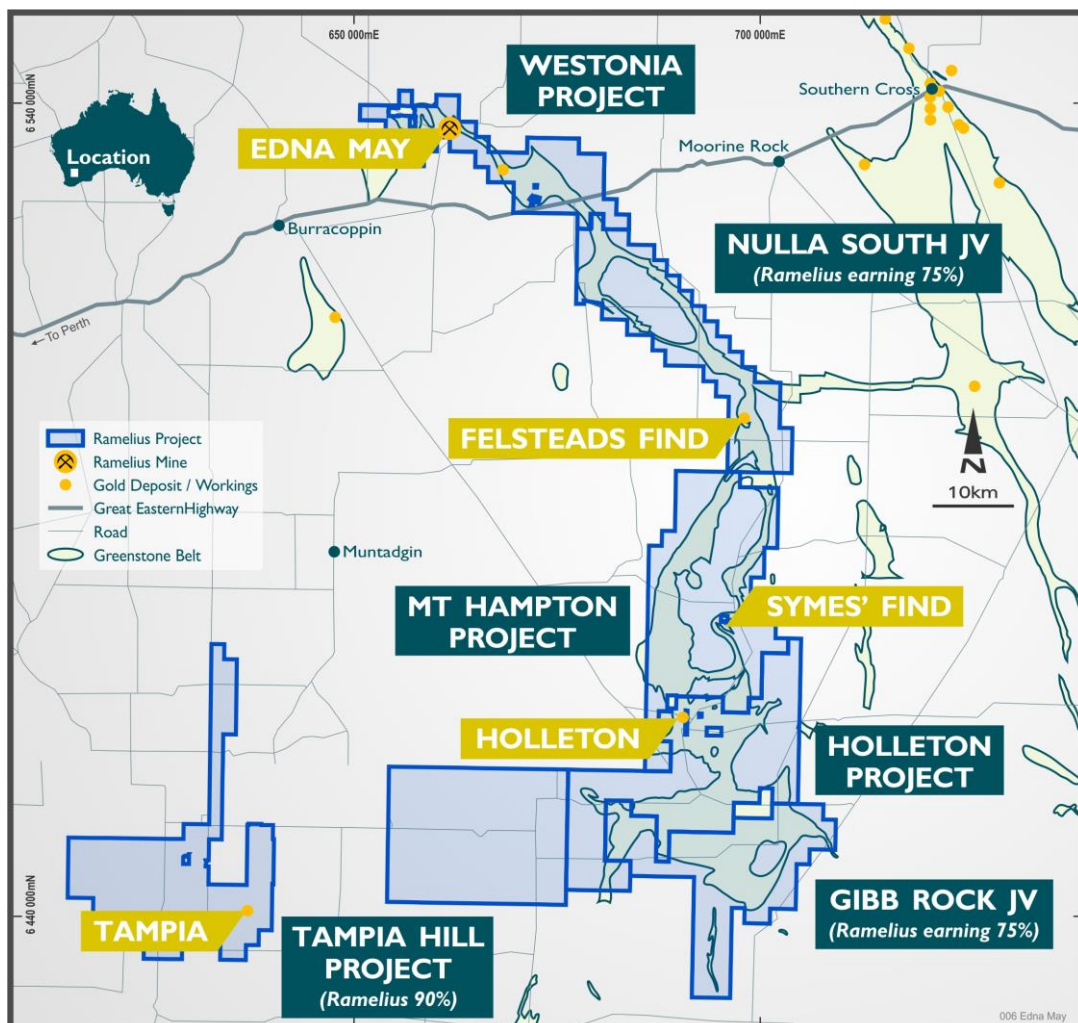 650 000mE
700 000mE
6 540 000mN
WESTONIA
PROJECT
Southern Cross
Location
EDNA MAY
Moorine Rock
Burracoppin
NULLA SOUTH JV
(Ramelius earning 75%)
← To Perth
FELSTEADS FIND
Ramelius Project
Ramelius Mine
Gold Deposit / Workings
Great EasternHighway
Road
Greenstone Belt
N
10km
Muntadgin
MT HAMPTON
PROJECT
SYMES' FIND
HOLLETON
HOLLETON
PROJECT
6 440 000mN
TAMPIA
TAMPIA HILL
PROJECT
(Ramelius 90%)
GIBB ROCK JV
(Ramelius earning 75%)
006 Edna May